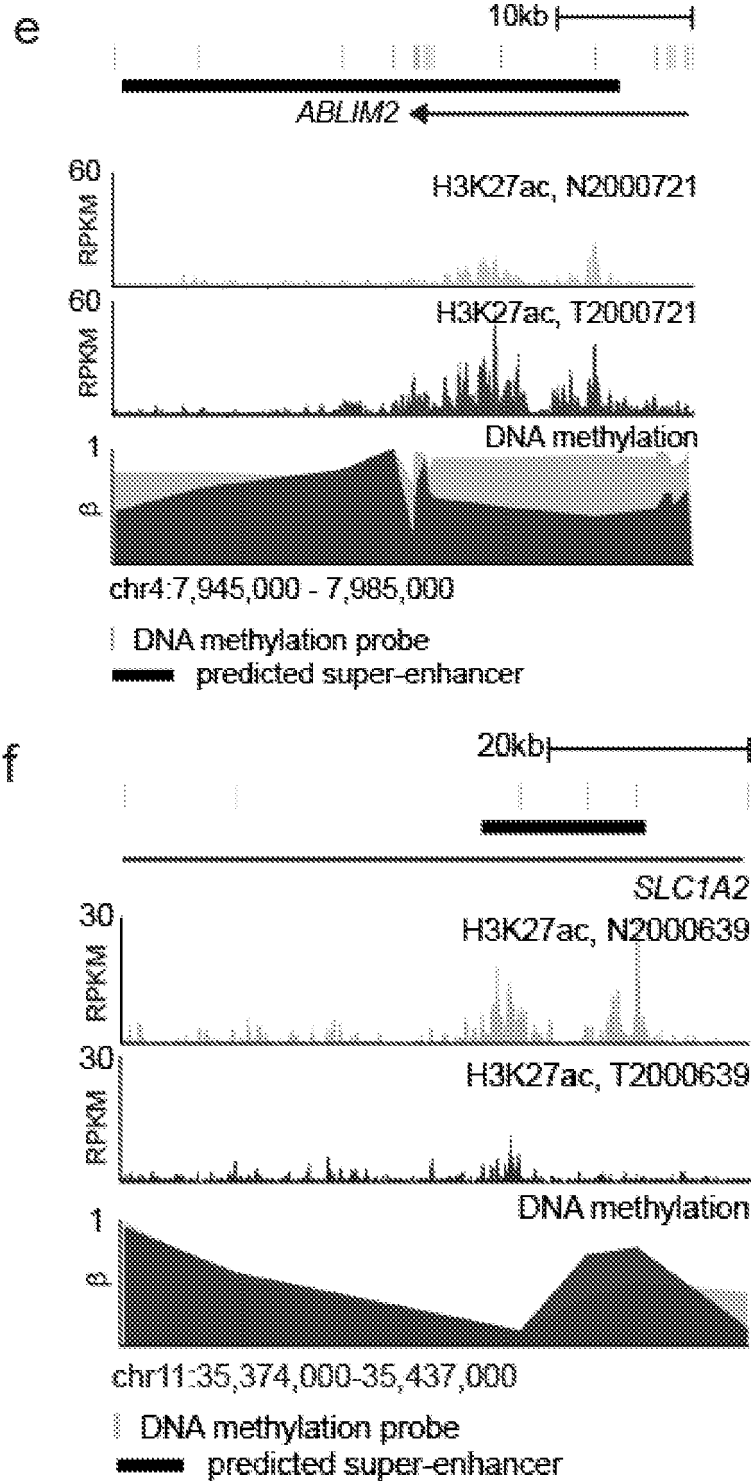 e
10kb
ABLIM2
60
H3K27ac, N2000721
RPKM
60
H3K27ac, T2000721
RPKM
DNA methylation
1
β
chr4:7,945,000 - 7,985,000
DNA methylation probe
predicted super-enhancer
f
20kb
SLC1A2
30
H3K27ac, N2000639
RPKM
30
H3K27ac, T2000639
RPKM
DNA methylation
1
β
chr11:35,374,000-35,437,000
DNA methylation probe
predicted super-enhancer